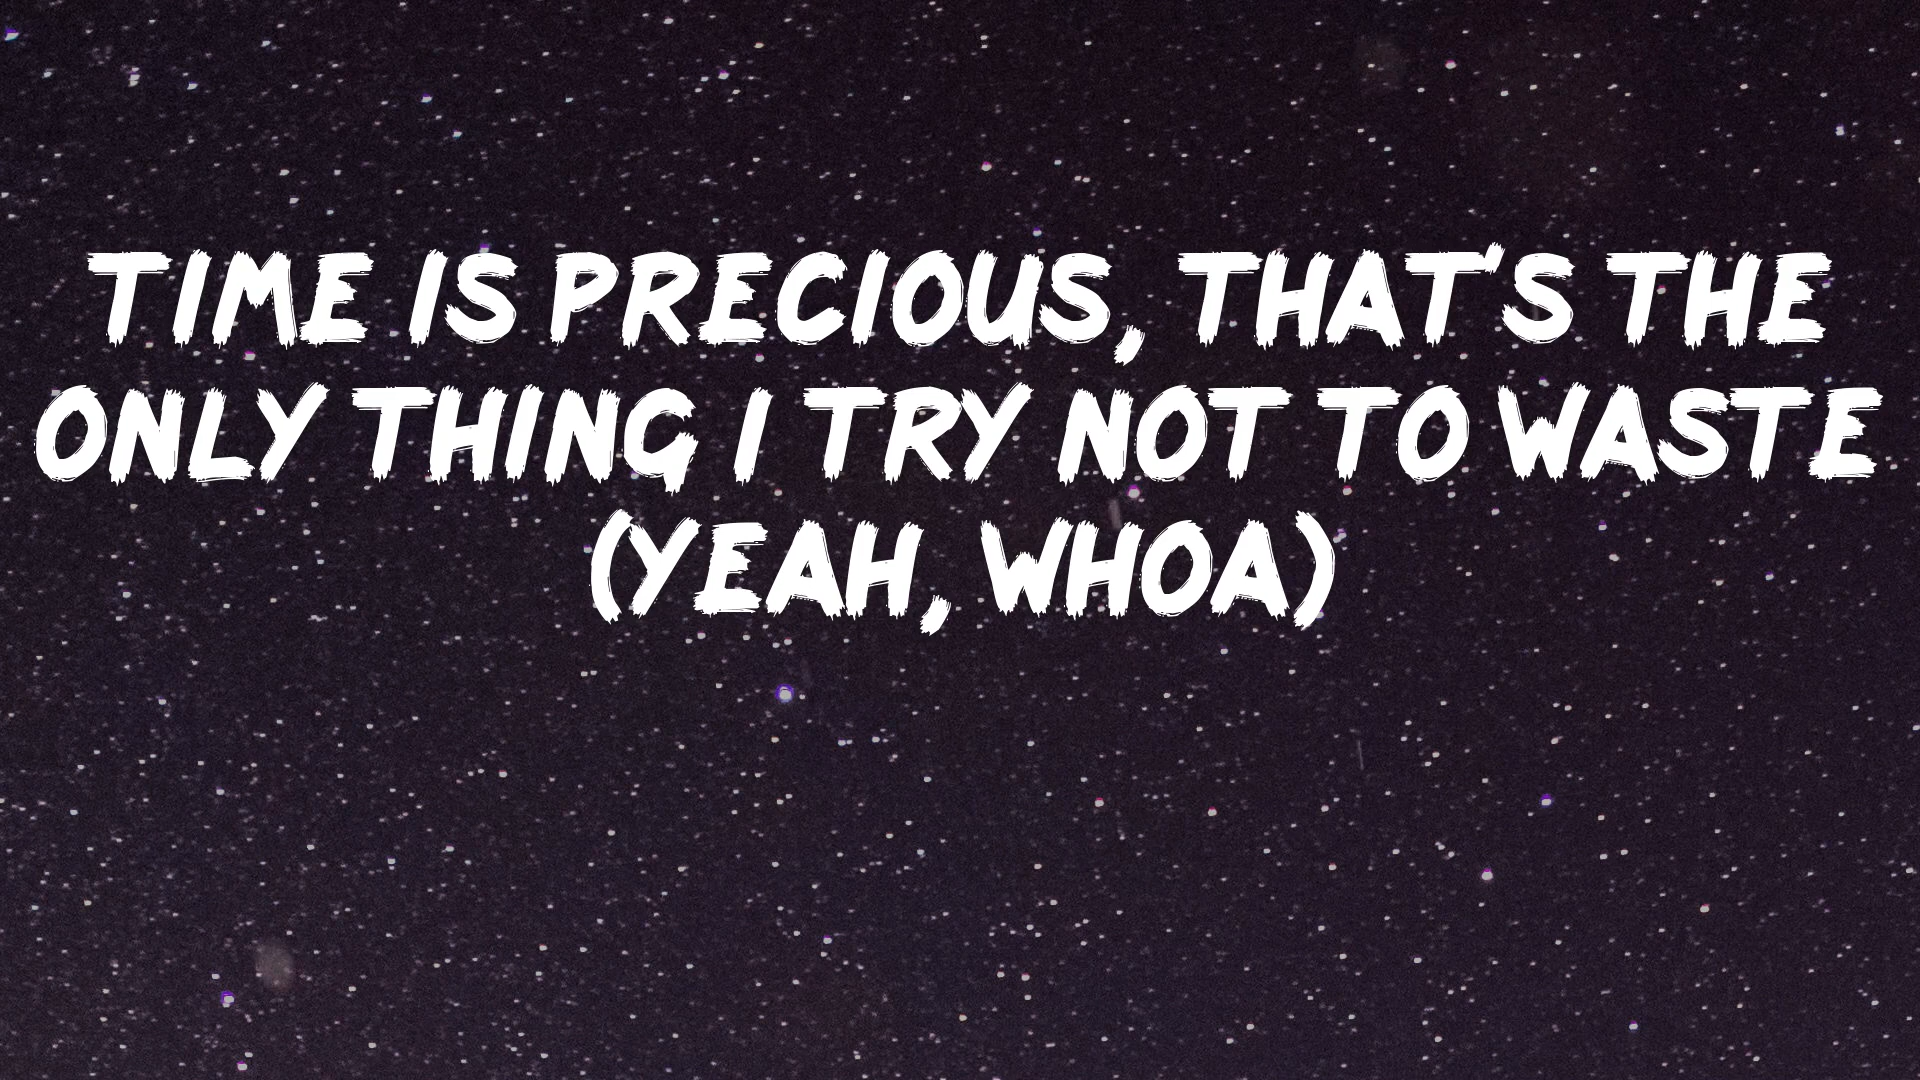 TIME IS PRECIOUS, THAT'S THE
ONLY THING I TRY NOT TO WASTE
(YEAH, WHOA)